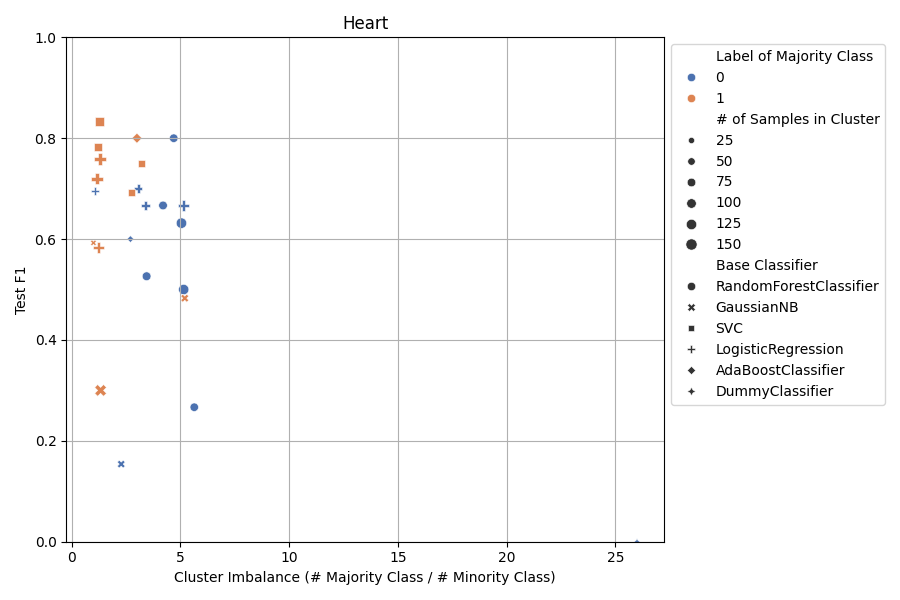 Heart
1.0
0.8
0.6
0.4
0.2
0.0
Test F1
0
5
10
15
20
25
Cluster Imbalance (# Majority Class / # Minority Class)
Label of Majority Class
0
1
# of Samples in Cluster
25
50
75
100
125
150
Base Classifier
RandomForestClassifier
GaussianNB
SVC
LogisticRegression
AdaBoostClassifier
DummyClassifier